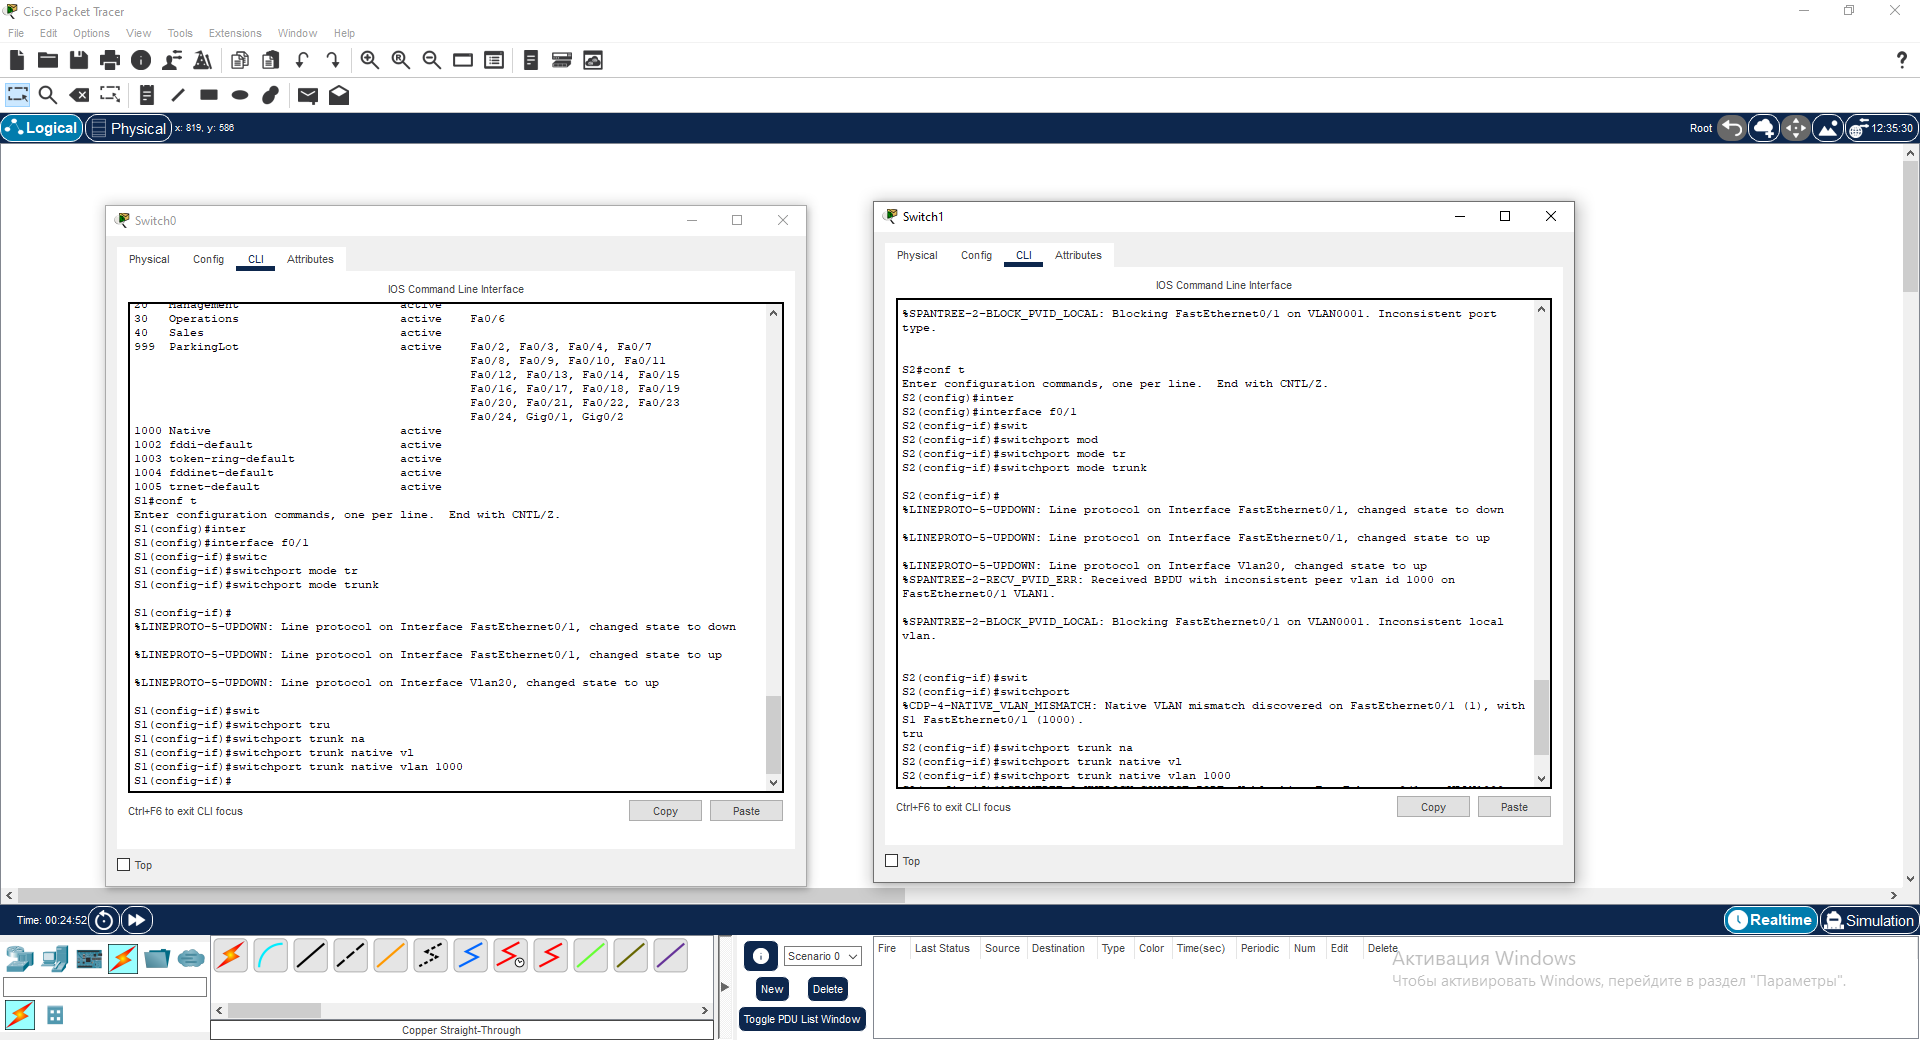 Cisco Packet Tracer
File Edit Options View Tools Extensions Window Help
Logical Physical x: 819, y: 586
Root 12:35:30
Switch0
Physical Config CLI Attributes
IOS Command Line Interface
20 Management active
30 Operations active Fa0/6
40 Sales active
999 ParkingLot active Fa0/2, Fa0/3, Fa0/4, Fa0/7
Fa0/8, Fa0/9, Fa0/10, Fa0/11
Fa0/12, Fa0/13, Fa0/14, Fa0/15
Fa0/16, Fa0/17, Fa0/18, Fa0/19
Fa0/20, Fa0/21, Fa0/22, Fa0/23
Fa0/24, Gig0/1, Gig0/2
1000 Native active
1002 fddi-default active
1003 token-ring-default active
1004 fddinet-default active
1005 trnet-default active
S1#conf t
Enter configuration commands, one per line. End with CNTL/Z.
S1(config)#inter
S1(config)#interface f0/1
S1(config-if)#switc
S1(config-if)#switchport mode tr
S1(config-if)#switchport mode trunk
S1(config-if)#
%LINEPROTO-5-UPDOWN: Line protocol on Interface FastEthernet0/1, changed state to down
%LINEPROTO-5-UPDOWN: Line protocol on Interface FastEthernet0/1, changed state to up
%LINEPROTO-5-UPDOWN: Line protocol on Interface Vlan20, changed state to up
S1(config-if)#swit
S1(config-if)#switchport tru
S1(config-if)#switchport trunk na
S1(config-if)#switchport trunk native vl
S1(config-if)#switchport trunk native vlan 1000
S1(config-if)#
Ctrl+F6 to exit CLI focus
Copy Paste
Top
Switch1
Physical Config CLI Attributes
IOS Command Line Interface
%SPANTREE-2-BLOCK_PVID_LOCAL: Blocking FastEthernet0/1 on VLAN0001. Inconsistent port
type.
S2#conf t
Enter configuration commands, one per line. End with CNTL/Z.
S2(config)#inter
S2(config)#interface f0/1
S2(config-if)#swit
S2(config-if)#switchport mod
S2(config-if)#switchport mode tr
S2(config-if)#switchport mode trunk
S2(config-if)#
%LINEPROTO-5-UPDOWN: Line protocol on Interface FastEthernet0/1, changed state to down
%LINEPROTO-5-UPDOWN: Line protocol on Interface FastEthernet0/1, changed state to up
%LINEPROTO-5-UPDOWN: Line protocol on Interface Vlan20, changed state to up
%SPANTREE-2-RECV_PVID_ERR: Received BPDU with inconsistent peer vlan id 1000 on
FastEthernet0/1 VLAN1.
%SPANTREE-2-BLOCK_PVID_LOCAL: Blocking FastEthernet0/1 on VLAN0001. Inconsistent local
vlan.
S2(config-if)#swit
S2(config-if)#switchport
%CDP-4-NATIVE_VLAN_MISMATCH: Native VLAN mismatch discovered on FastEthernet0/1 (1), with
S1 FastEthernet0/1 (1000).
tru
S2(config-if)#switchport trunk na
S2(config-if)#switchport trunk native vl
S2(config-if)#switchport trunk native vlan 1000
Ctrl+F6 to exit CLI focus
Copy Paste
Top
Time: 00:24:52
Realtime Simulation
Copper Straight-Through
Scenario 0
New Delete
Toggle PDU List Window
Fire Last Status Source Destination Type Color Time(sec) Periodic Num Edit Delete
Активация Windows
Чтобы активировать Windows, перейдите в раздел "Параметры".